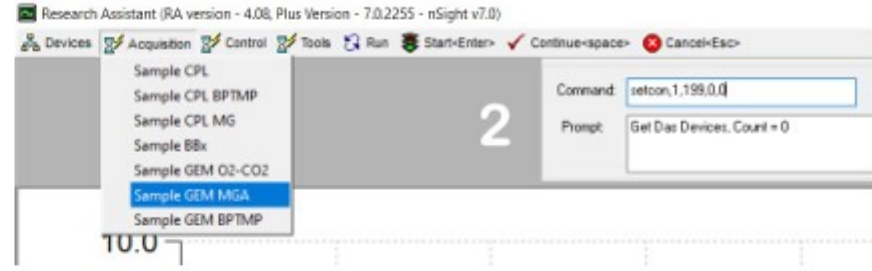 Research Assistant (RA version - 4.08, Plus Version - 7.0.2255 - nSight v7.0)
Devices Acquisition Control Tools Run Start<Enter> Continue<space> Cancel<Esc>
Sample CPL
Sample CPL BPTMP
Sample CPL MG
Sample BBx
Sample GEM O2-CO2
Sample GEM MGA
Sample GEM BPTMP
2
Command: setcon,1,199,0,0
Prompt: Get Das Devices, Count = 0
10.0